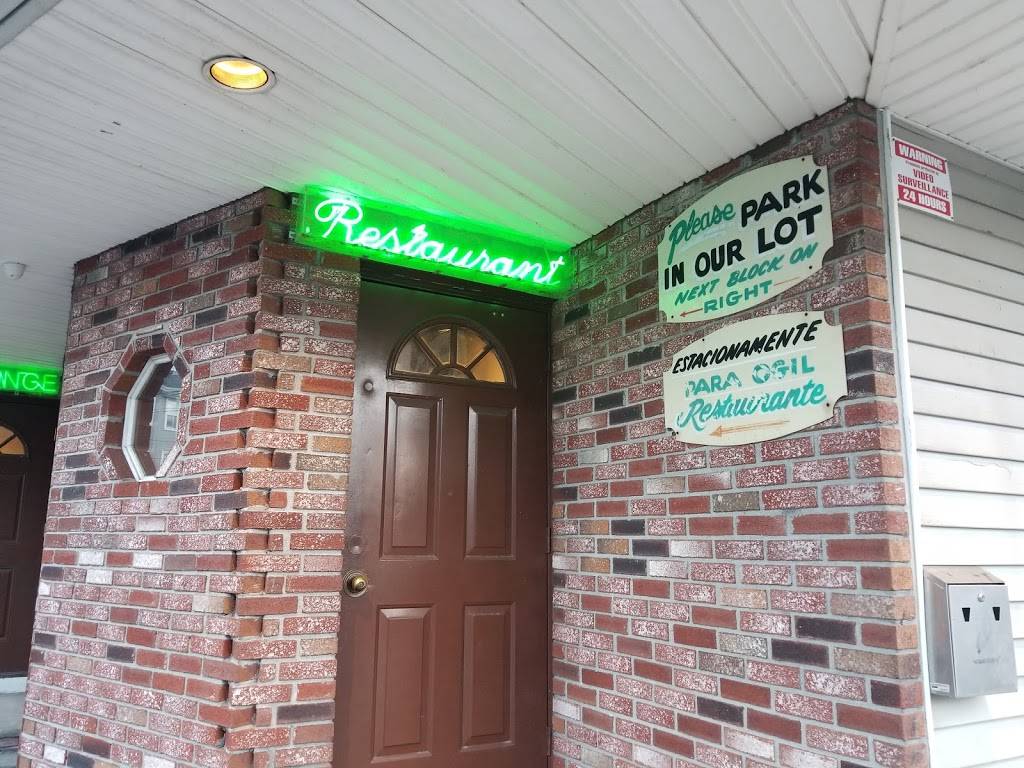 Restaurant
Please PARK
IN OUR LOT
NEXT BLOCK ON
RIGHT
ESTACIONAMENTE
PARA OGIL
Restaurante
WARNING
VIDEO
SURVEILLANCE
24 HOURS
NGE